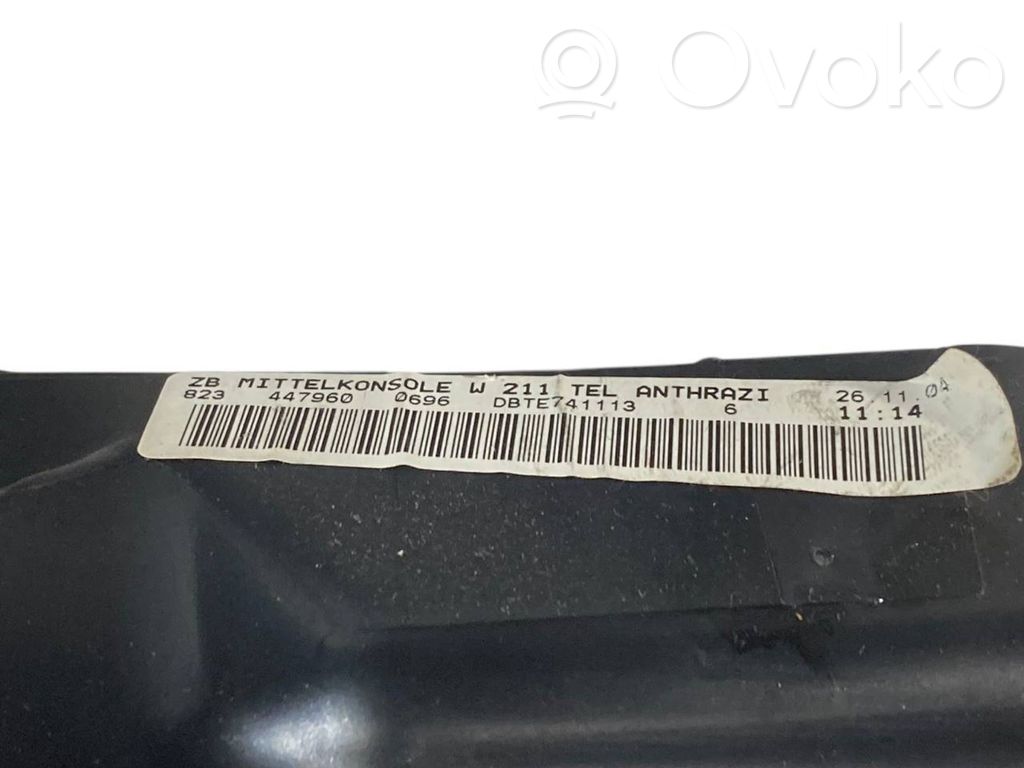 Ovoko
ZB MITTELKONSOLE W 211 TEL ANTHRAZI 26.11.04
823 447960 0696 DBTE741113 6 11:14